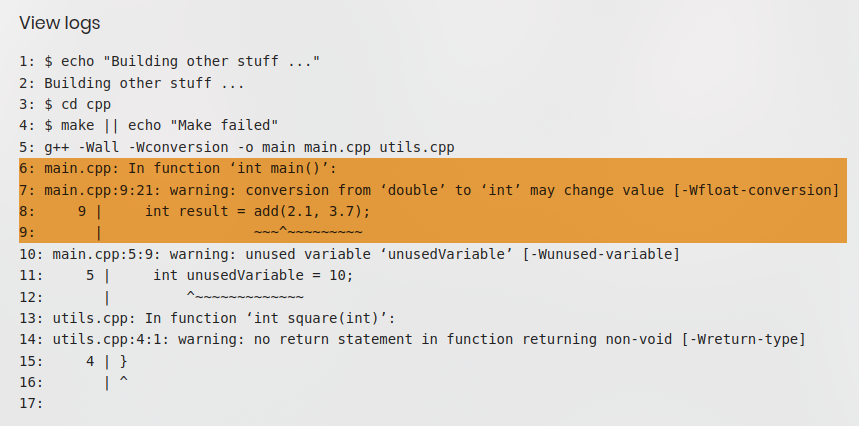 View logs
1: $ echo "Building other stuff ..."
2: Building other stuff ...
3: $ cd cpp
4: $ make || echo "Make failed"
5: g++ -Wall -Wconversion -o main main.cpp utils.cpp
6: main.cpp: In function ‘int main()’:
7: main.cpp:9:21: warning: conversion from ‘double’ to ‘int’ may change value [-Wfloat-conversion]
8:     9 |     int result = add(2.1, 3.7);
9:       |                  ~~~^~~~~~~~~~
10: main.cpp:5:9: warning: unused variable ‘unusedVariable’ [-Wunused-variable]
11:     5 |     int unusedVariable = 10;
12:       |         ^~~~~~~~~~~~~~
13: utils.cpp: In function ‘int square(int)’:
14: utils.cpp:4:1: warning: no return statement in function returning non-void [-Wreturn-type]
15:     4 | }
16:       | ^
17: